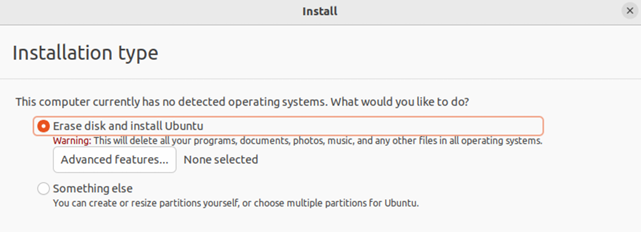 Install
Installation type
This computer currently has no detected operating systems. What would you like to do?
Erase disk and install Ubuntu
Warning: This will delete all your programs, documents, photos, music, and any other files in all operating systems.
Advanced features... None selected
Something else
You can create or resize partitions yourself, or choose multiple partitions for Ubuntu.